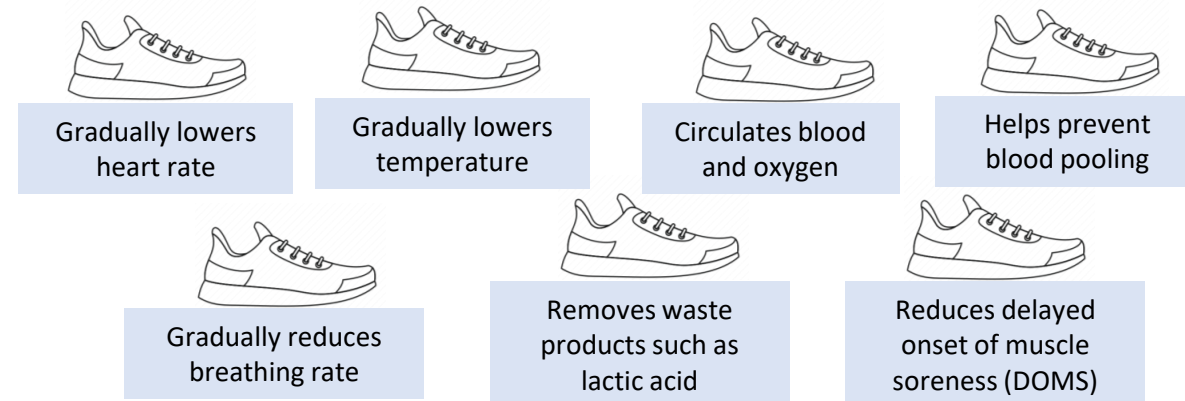 Gradually lowers
heart rate
Gradually lowers
temperature
Circulates blood
and oxygen
Helps prevent
blood pooling
Gradually reduces
breathing rate
Removes waste
products such as
lactic acid
Reduces delayed
onset of muscle
soreness (DOMS)